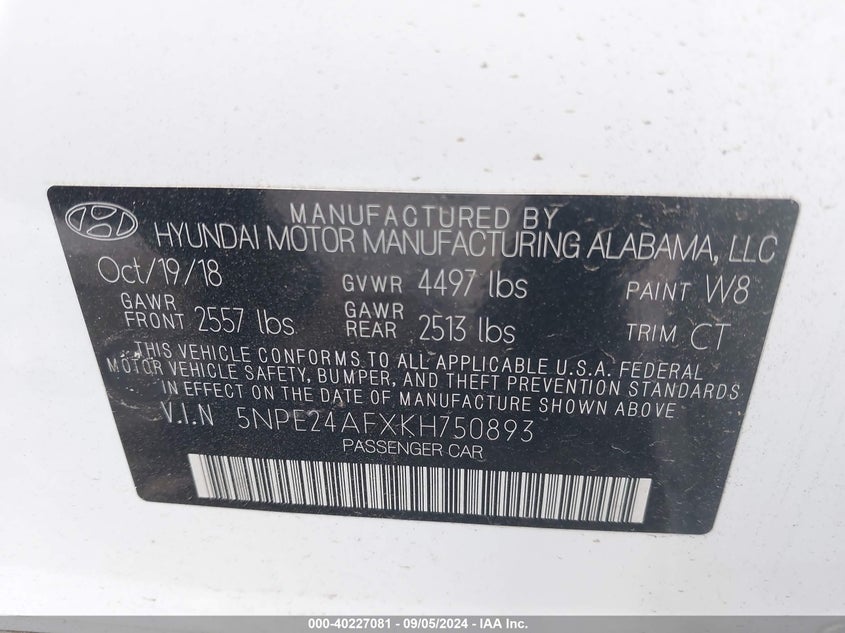 MANUFACTURED BY
HYUNDAI MOTOR MANUFACTURING ALABAMA, LLC
Oct/19/18 GVWR 4497 lbs PAINT W8
GAWR FRONT 2557 lbs GAWR REAR 2513 lbs TRIM CT
THIS VEHICLE CONFORMS TO ALL APPLICABLE U.S.A. FEDERAL
MOTOR VEHICLE SAFETY, BUMPER, AND THEFT PREVENTION STANDARDS
IN EFFECT ON THE DATE OF MANUFACTURE SHOWN ABOVE
V.I.N 5NPE24AFXKH750893
PASSENGER CAR
000-40227081 - 09/05/2024 - IAA Inc.